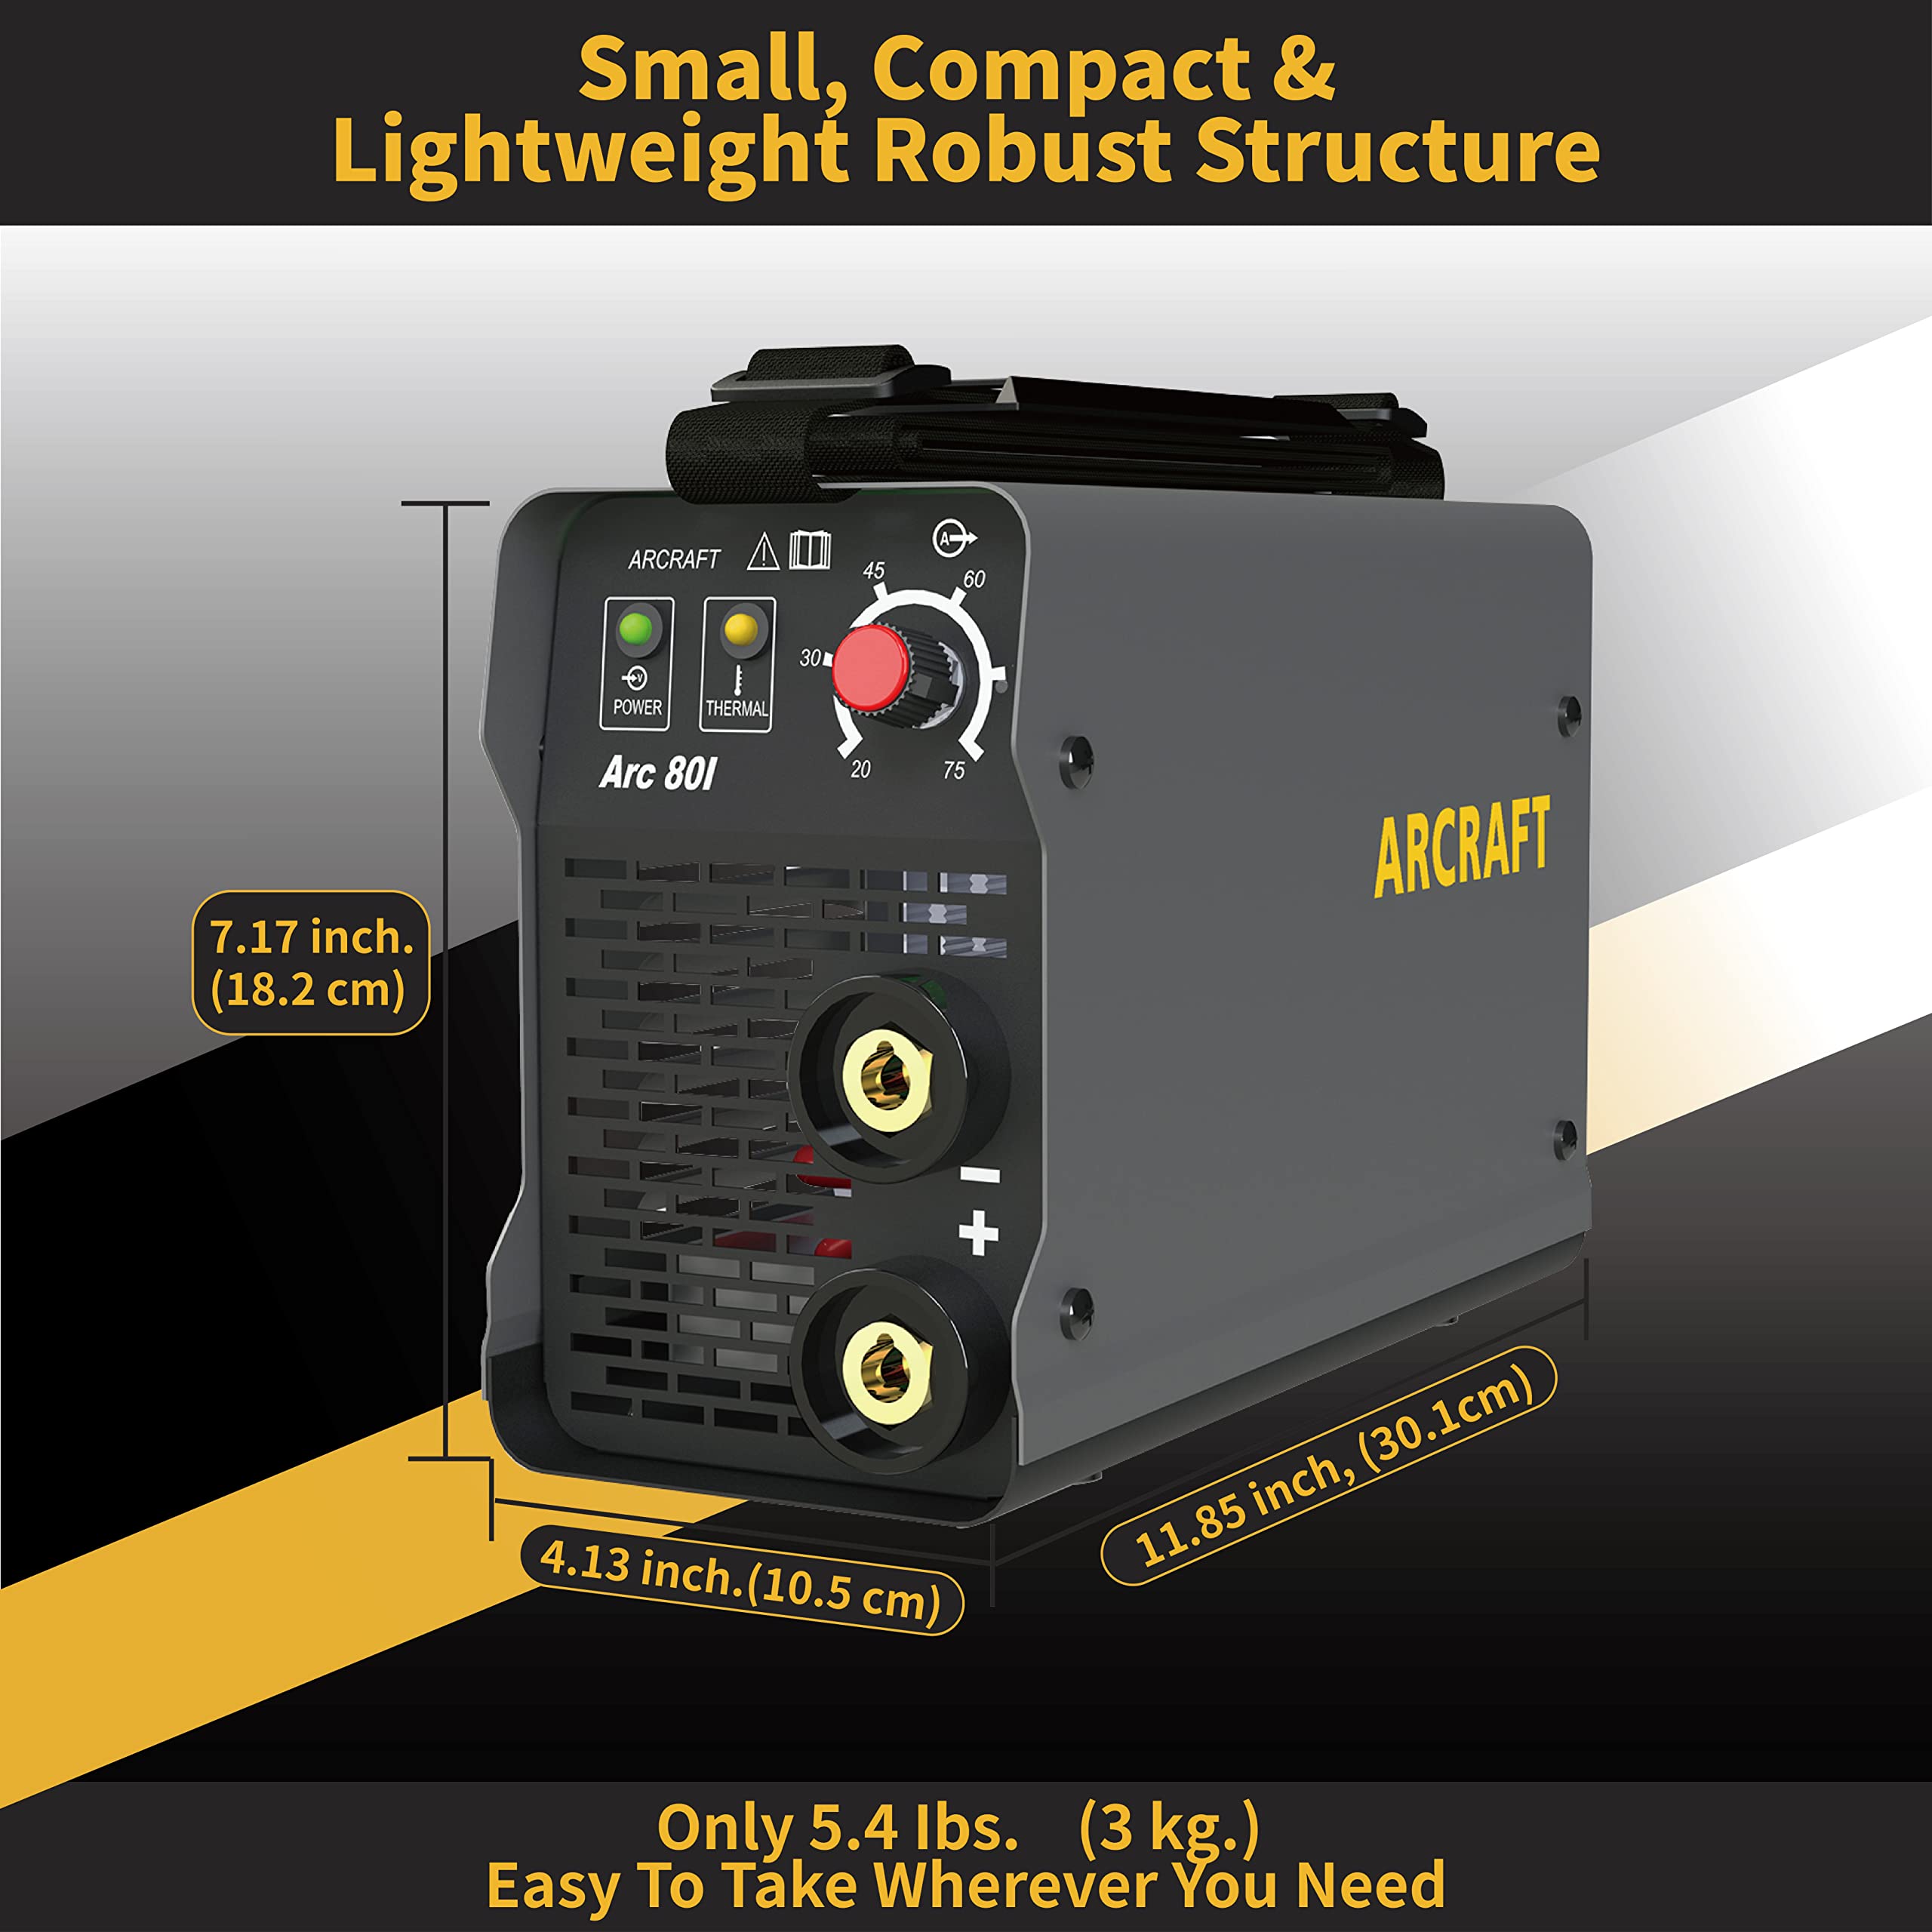 Small, Compact &
Lightweight Robust Structure
ARCRAFT
A
45
60
30
V
POWER
THERMAL
20
75
Arc 80I
ARCRAFT
7.17 inch.
(18.2 cm)
4.13 inch.(10.5 cm)
11.85 inch, (30.1cm)
Only 5.4 Ibs. (3 kg.)
Easy To Take Wherever You Need